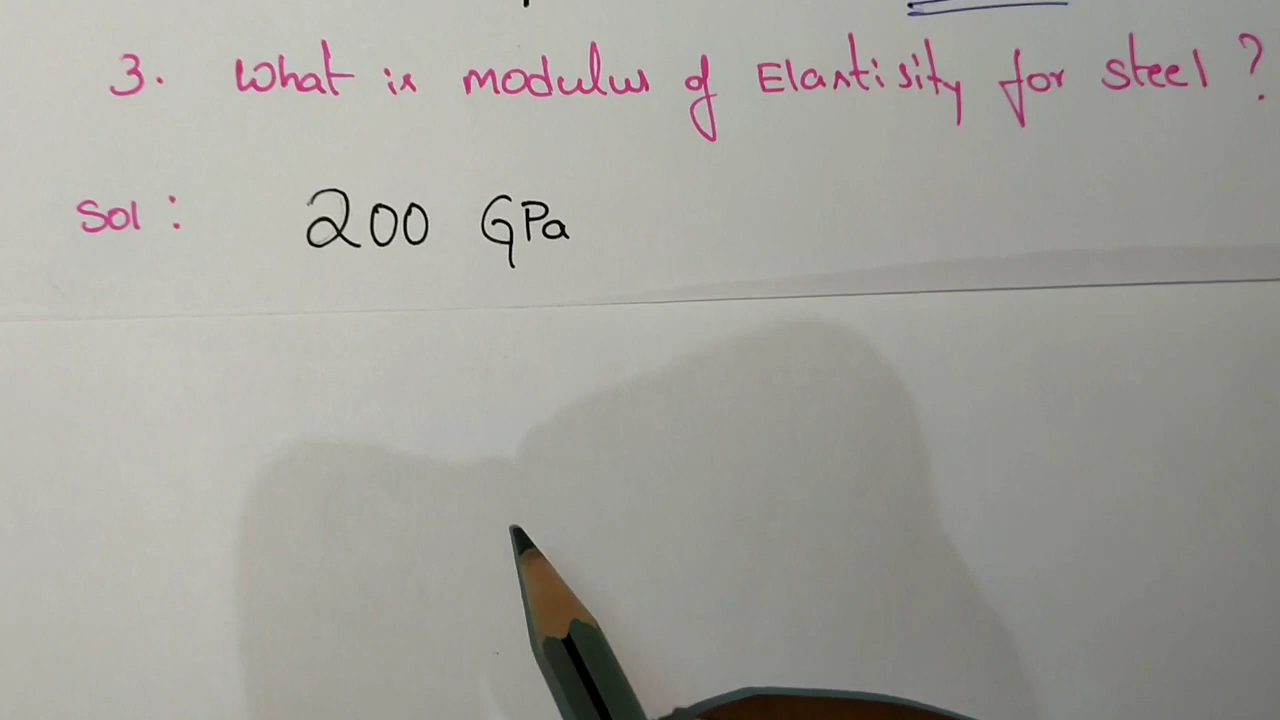 3. What is modulus of Elastisity for steel ?
Sol : 200 GPa